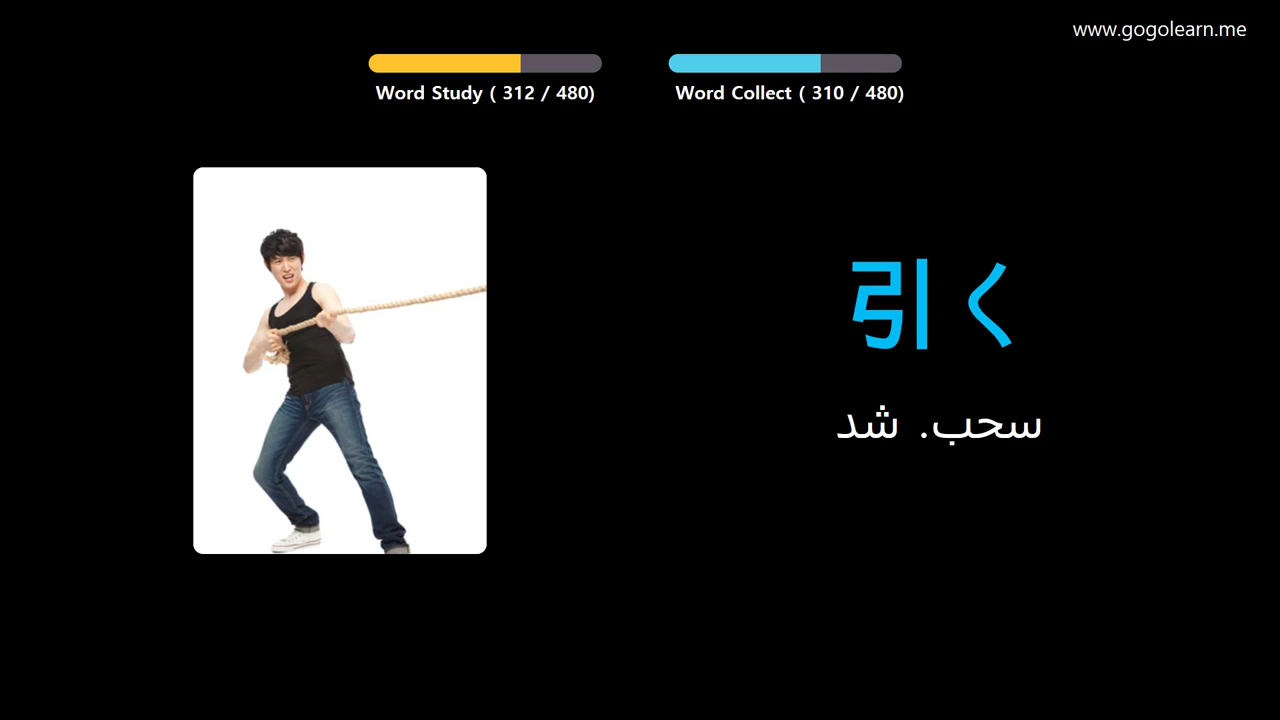 www.gogolearn.me
Word Study ( 312 / 480)
Word Collect ( 310 / 480)
引く
سحب. شد